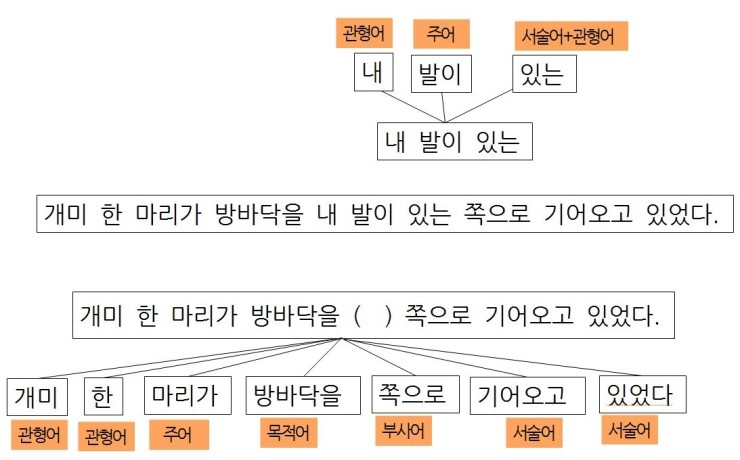 관형어 주어 서술어+관형어
내 발이 있는
내 발이 있는
개미 한 마리가 방바닥을 내 발이 있는 쪽으로 기어오고 있었다.
개미 한 마리가 방바닥을 ( ) 쪽으로 기어오고 있었다.
개미 한 마리가 방바닥을 쪽으로 기어오고 있었다
관형어 관형어 주어 목적어 부사어 서술어 서술어